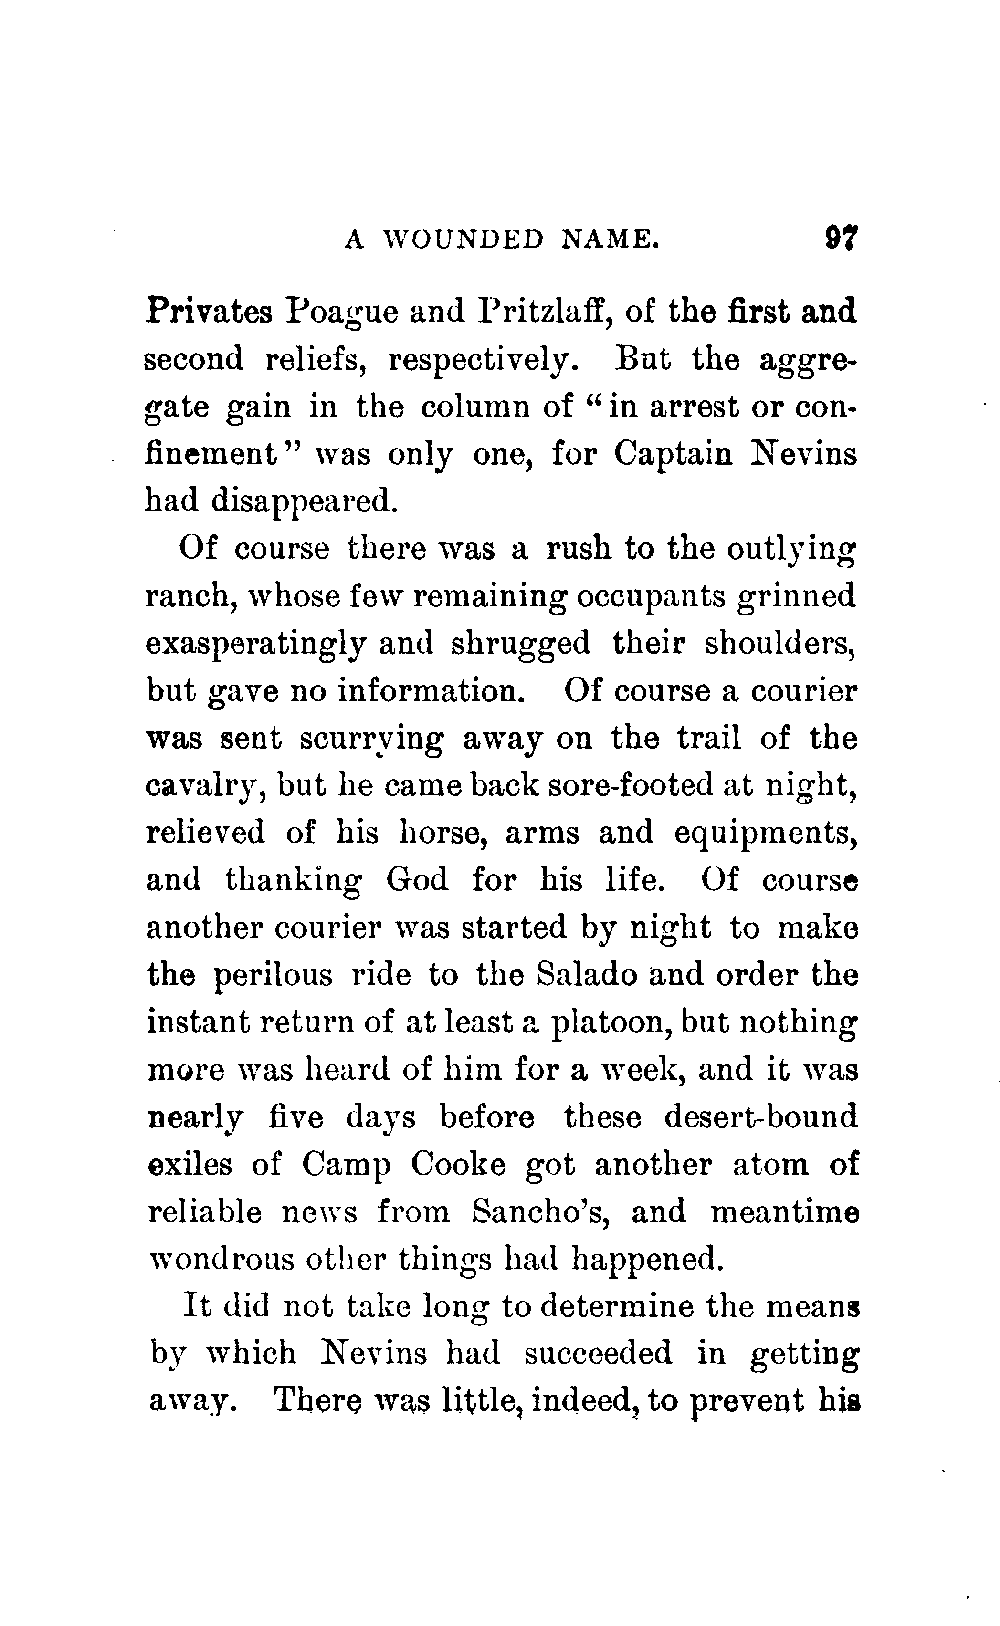 A WOUNDED NAME. 97
Privates Poague and Pritzlaff, of the first and
second reliefs, respectively. But the aggre-
gate gain in the column of “in arrest or con-
finement” was only one, for Captain Nevins
had disappeared.
Of course there was a rush to the outlying
ranch, whose few remaining occupants grinned
exasperatingly and shrugged their shoulders,
but gave no information. Of course a courier
was sent scurrying away on the trail of the
cavalry, but he came back sore-footed at night,
relieved of his horse, arms and equipments,
and thanking God for his life. Of course
another courier was started by night to make
the perilous ride to the Salado and order the
instant return of at least a platoon, but nothing
more was heard of him for a week, and it was
nearly five days before these desert-bound
exiles of Camp Cooke got another atom of
reliable news from Sancho’s, and meantime
wondrous other things had happened.
It did not take long to determine the means
by which Nevins had succeeded in getting
away. There was little, indeed, to prevent his